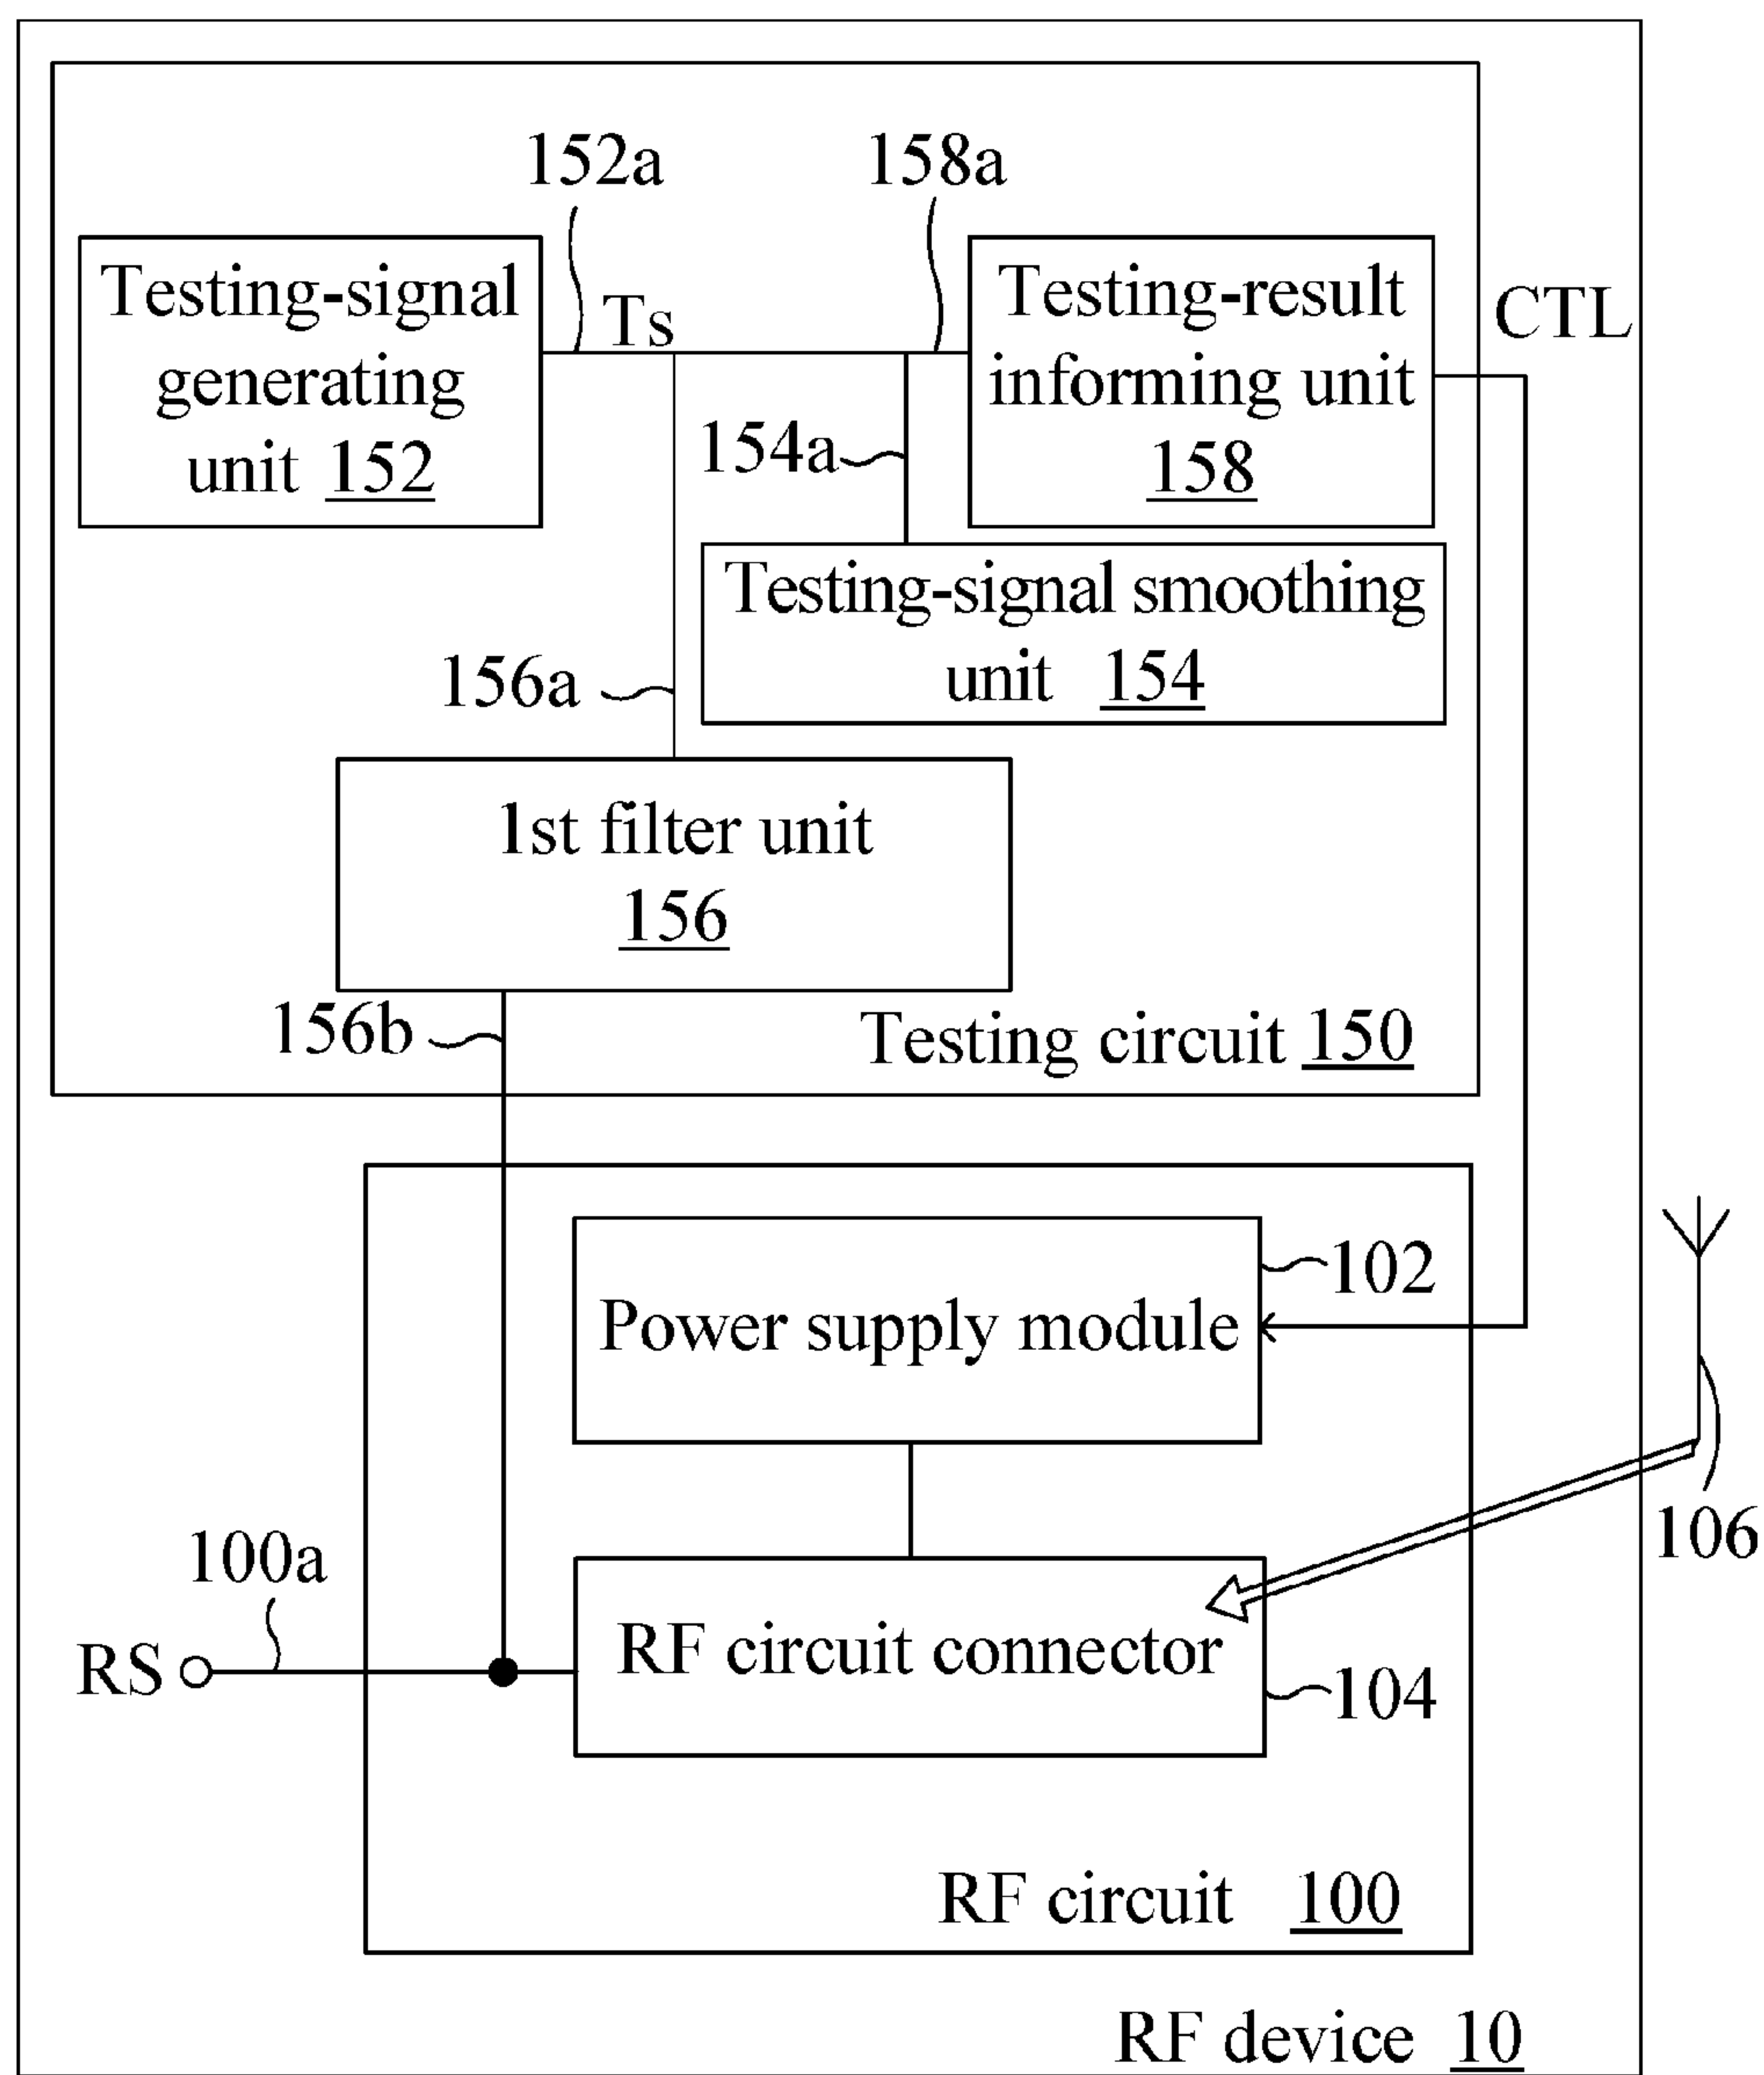 152a
158a
Testing-signal
generating
unit 152
Ts
Testing-result
informing unit
158
CTL
154a
Testing-signal smoothing
unit 154
156a
1st filter unit
156
156b
Testing circuit 150
Power supply module
102
106
100a
RS
RF circuit connector
104
RF circuit 100
RF device 10